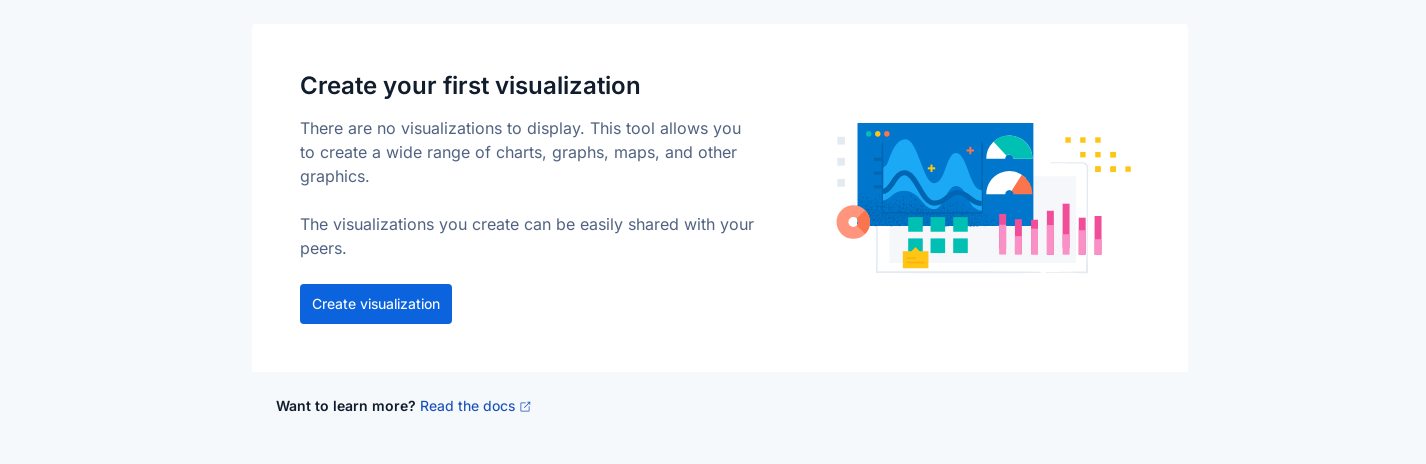 Create your first visualization
There are no visualizations to display. This tool allows you
to create a wide range of charts, graphs, maps, and other
graphics.
The visualizations you create can be easily shared with your
peers.
Create visualization
Want to learn more? Read the docs